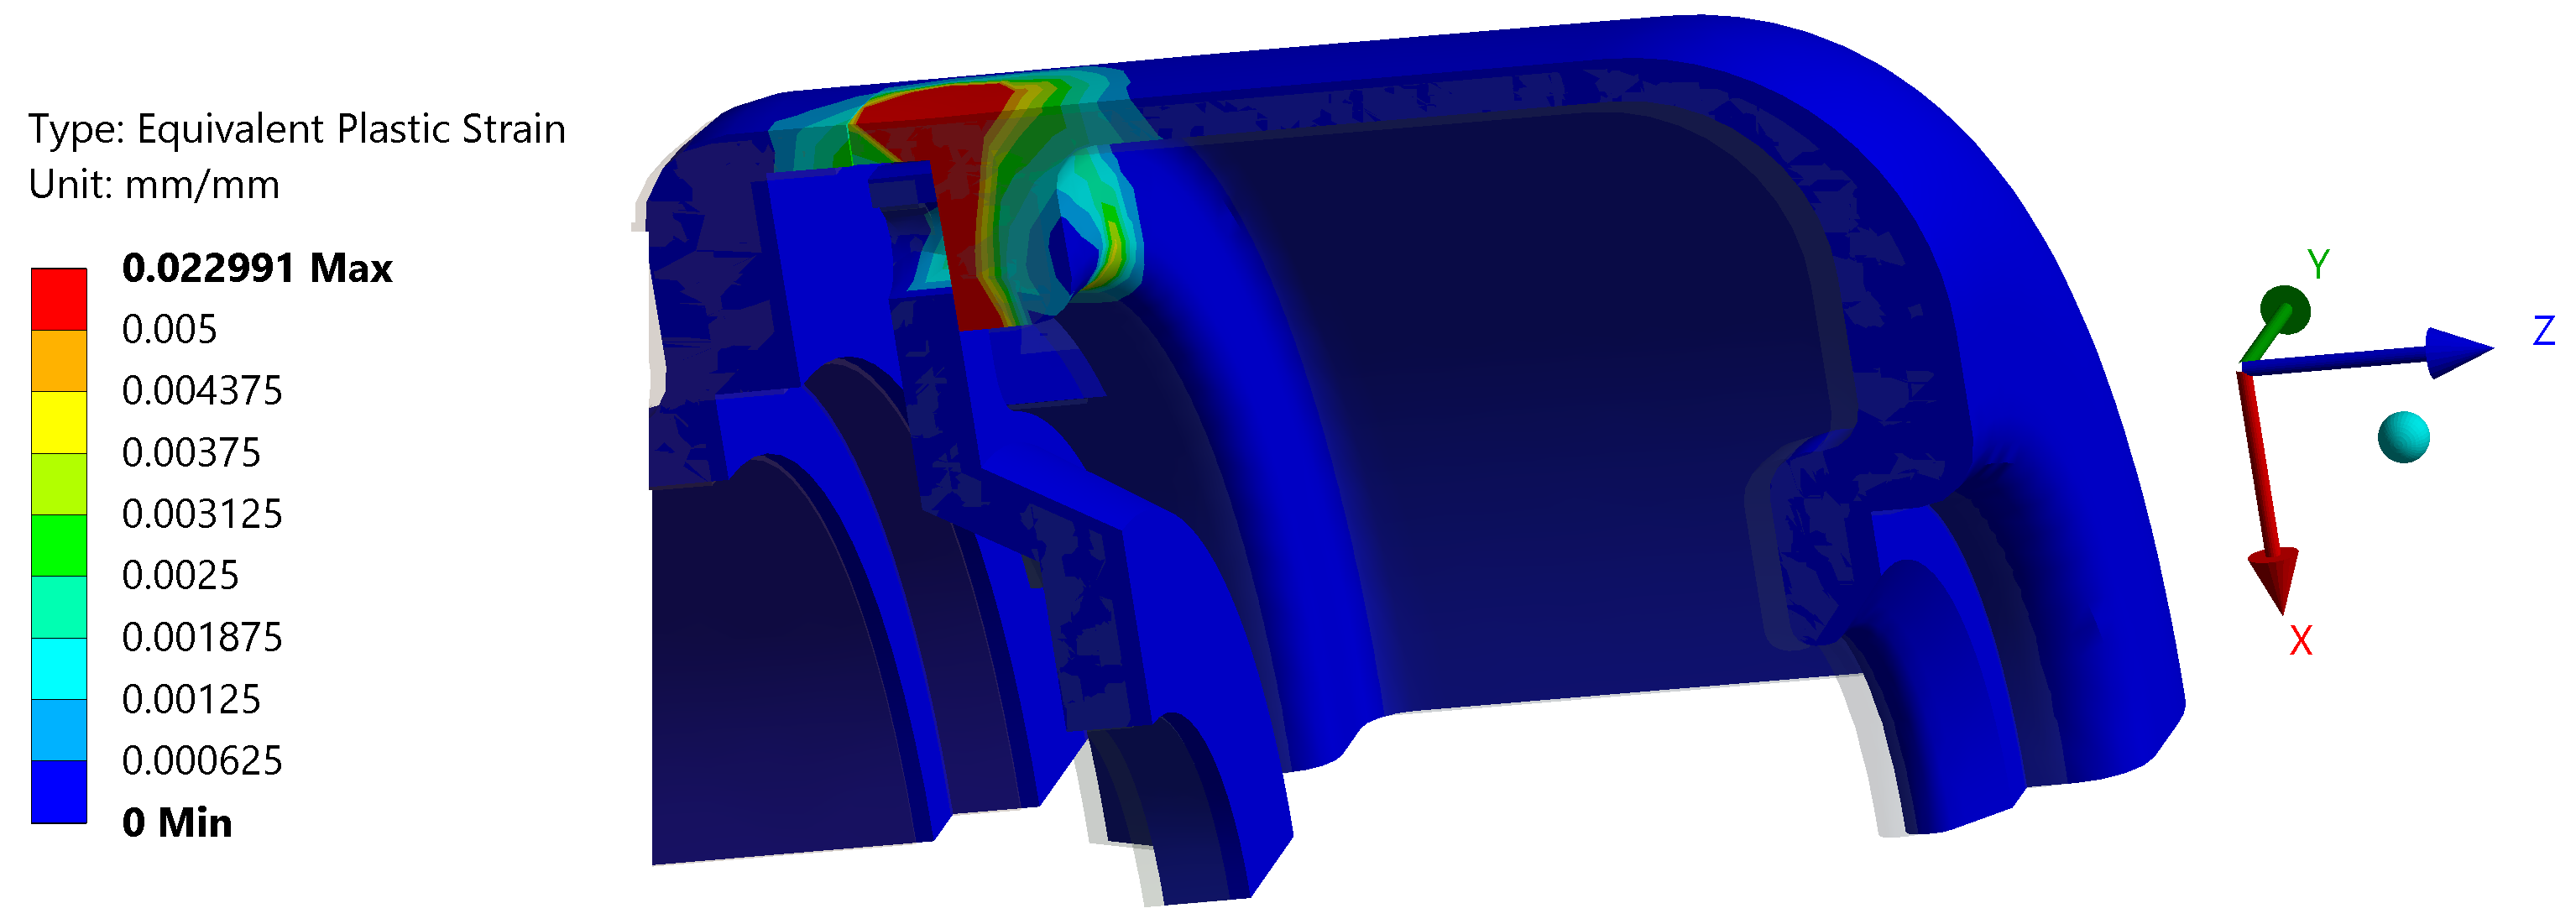 Type: Equivalent Plastic Strain
Unit: mm/mm
0.022991 Max
0.005
0.004375
0.00375
0.003125
0.0025
0.001875
0.00125
0.000625
0 Min
Y
Z
X